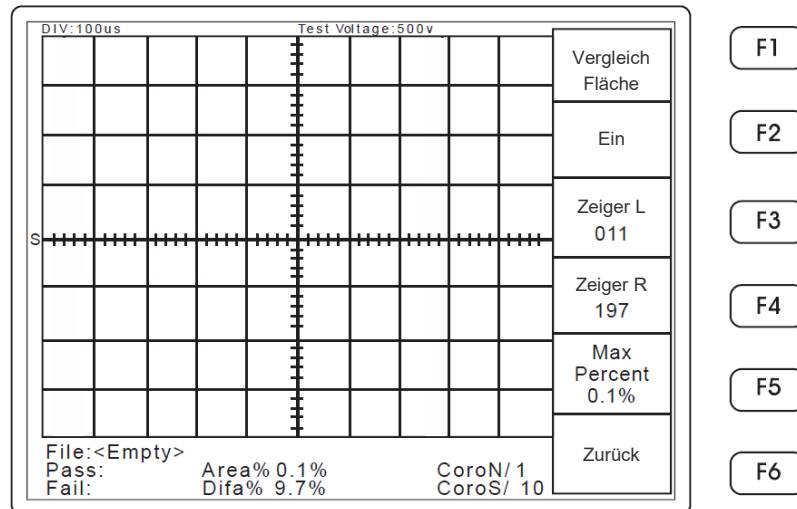 DIV:100us Test Voltage:500v
Vergleich
Fläche
F1
Ein
F2
S
Zeiger L
011
F3
Zeiger R
197
F4
Max
Percent
0.1%
F5
Zurück
F6
File:<Empty>
Pass: Area% 0.1% CoroN/ 1
Fail: Difa% 9.7% CoroS/ 10